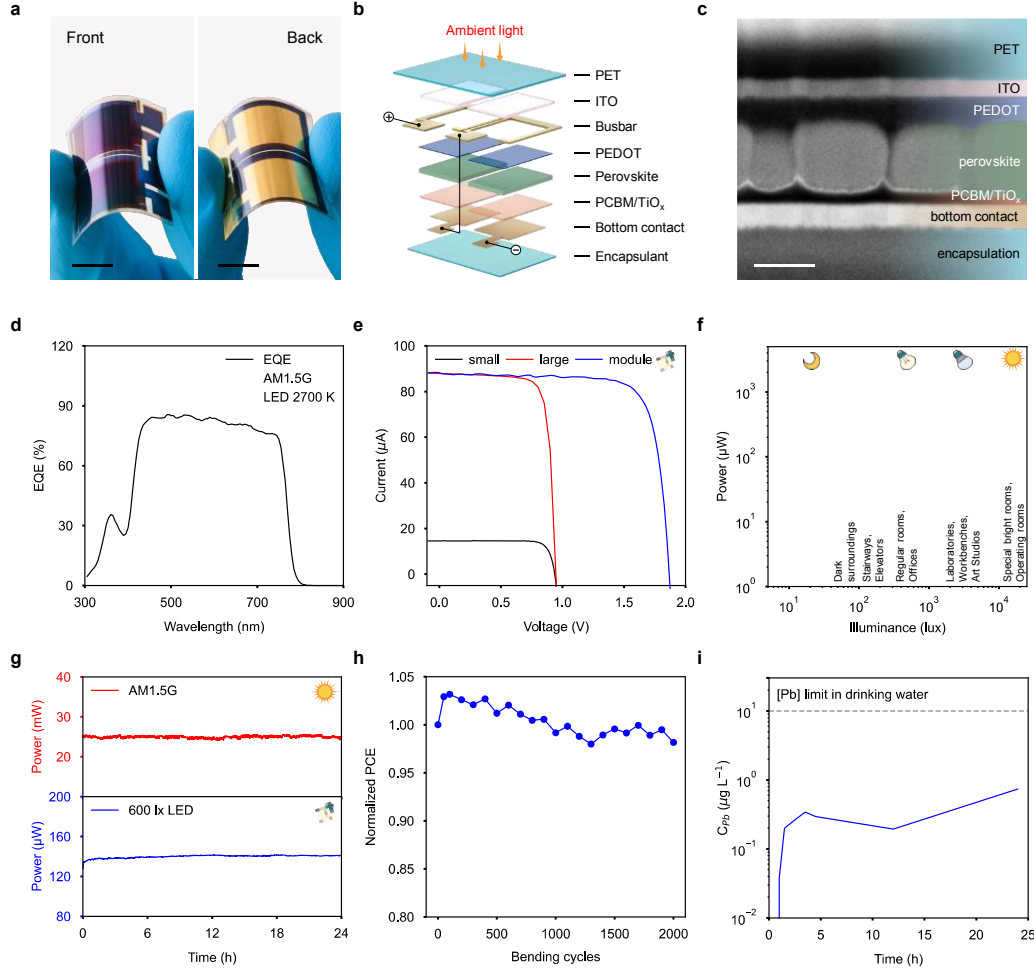 a
Front
Back
b
Ambient light
PET
ITO
Busbar
PEDOT
Perovskite
PCBM/TiOx
Bottom contact
Encapsulant
+
−
c
PET
ITO
PEDOT
perovskite
PCBM/TiOx
bottom contact
encapsulation
d
120
90
60
30
0
EQE (%)
EQE
AM1.5G
LED 2700 K
300
500
700
900
Wavelength (nm)
e
100
80
60
40
20
0
Current (µA)
small
large
module
0.0
0.5
1.0
1.5
2.0
Voltage (V)
f
10³
10²
10¹
10⁰
Power (µW)
Dark
surroundings
Stairways,
Elevators
Regular rooms,
Offices
Laboratories,
Workbenches,
Art Studios
Special bright rooms,
Operating rooms
10¹
10²
10³
10⁴
Illuminance (lux)
g
40
30
20
Power (mW)
AM1.5G
200
160
120
80
Power (µW)
600 lx LED
0
6
12
18
24
Time (h)
h
1.05
1.00
0.95
0.90
0.85
0.80
Normalized PCE
0
500
1000
1500
2000
Bending cycles
i
[Pb] limit in drinking water
10¹
10⁰
10⁻¹
10⁻²
CPb (µg L⁻¹)
0
5
10
15
20
25
Time (h)